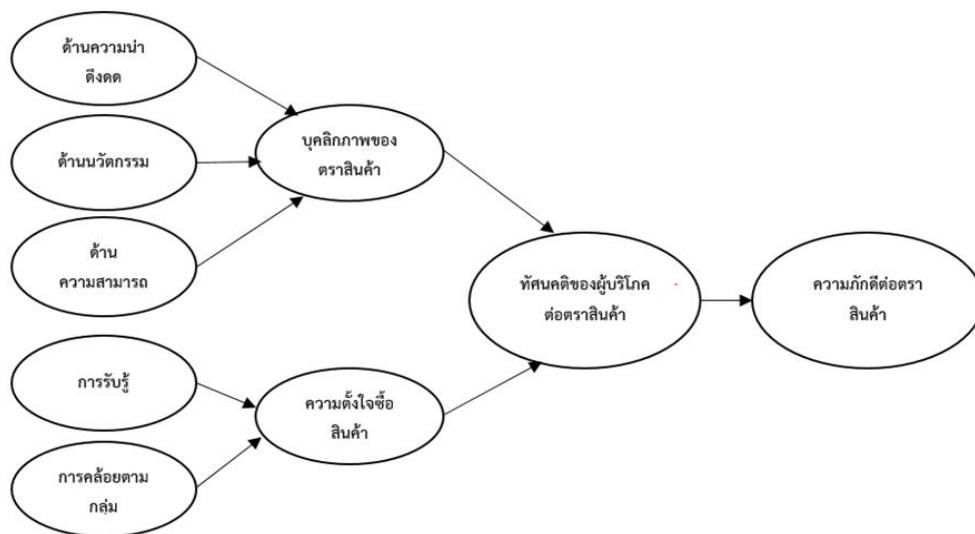 ด้านความน่า
ดึงดด
ด้านนวัตกรรม
ด้าน
ความสามารถ
การรับรู้
การคล้อยตาม
กลุ่ม
บุคลิกภาพของ
ตราสินค้า
ความตั้งใจซื้อ
สินค้า
ทัศนคติของผู้บริโภค
ต่อตราสินค้า
ความภักดีต่อตรา
สินค้า